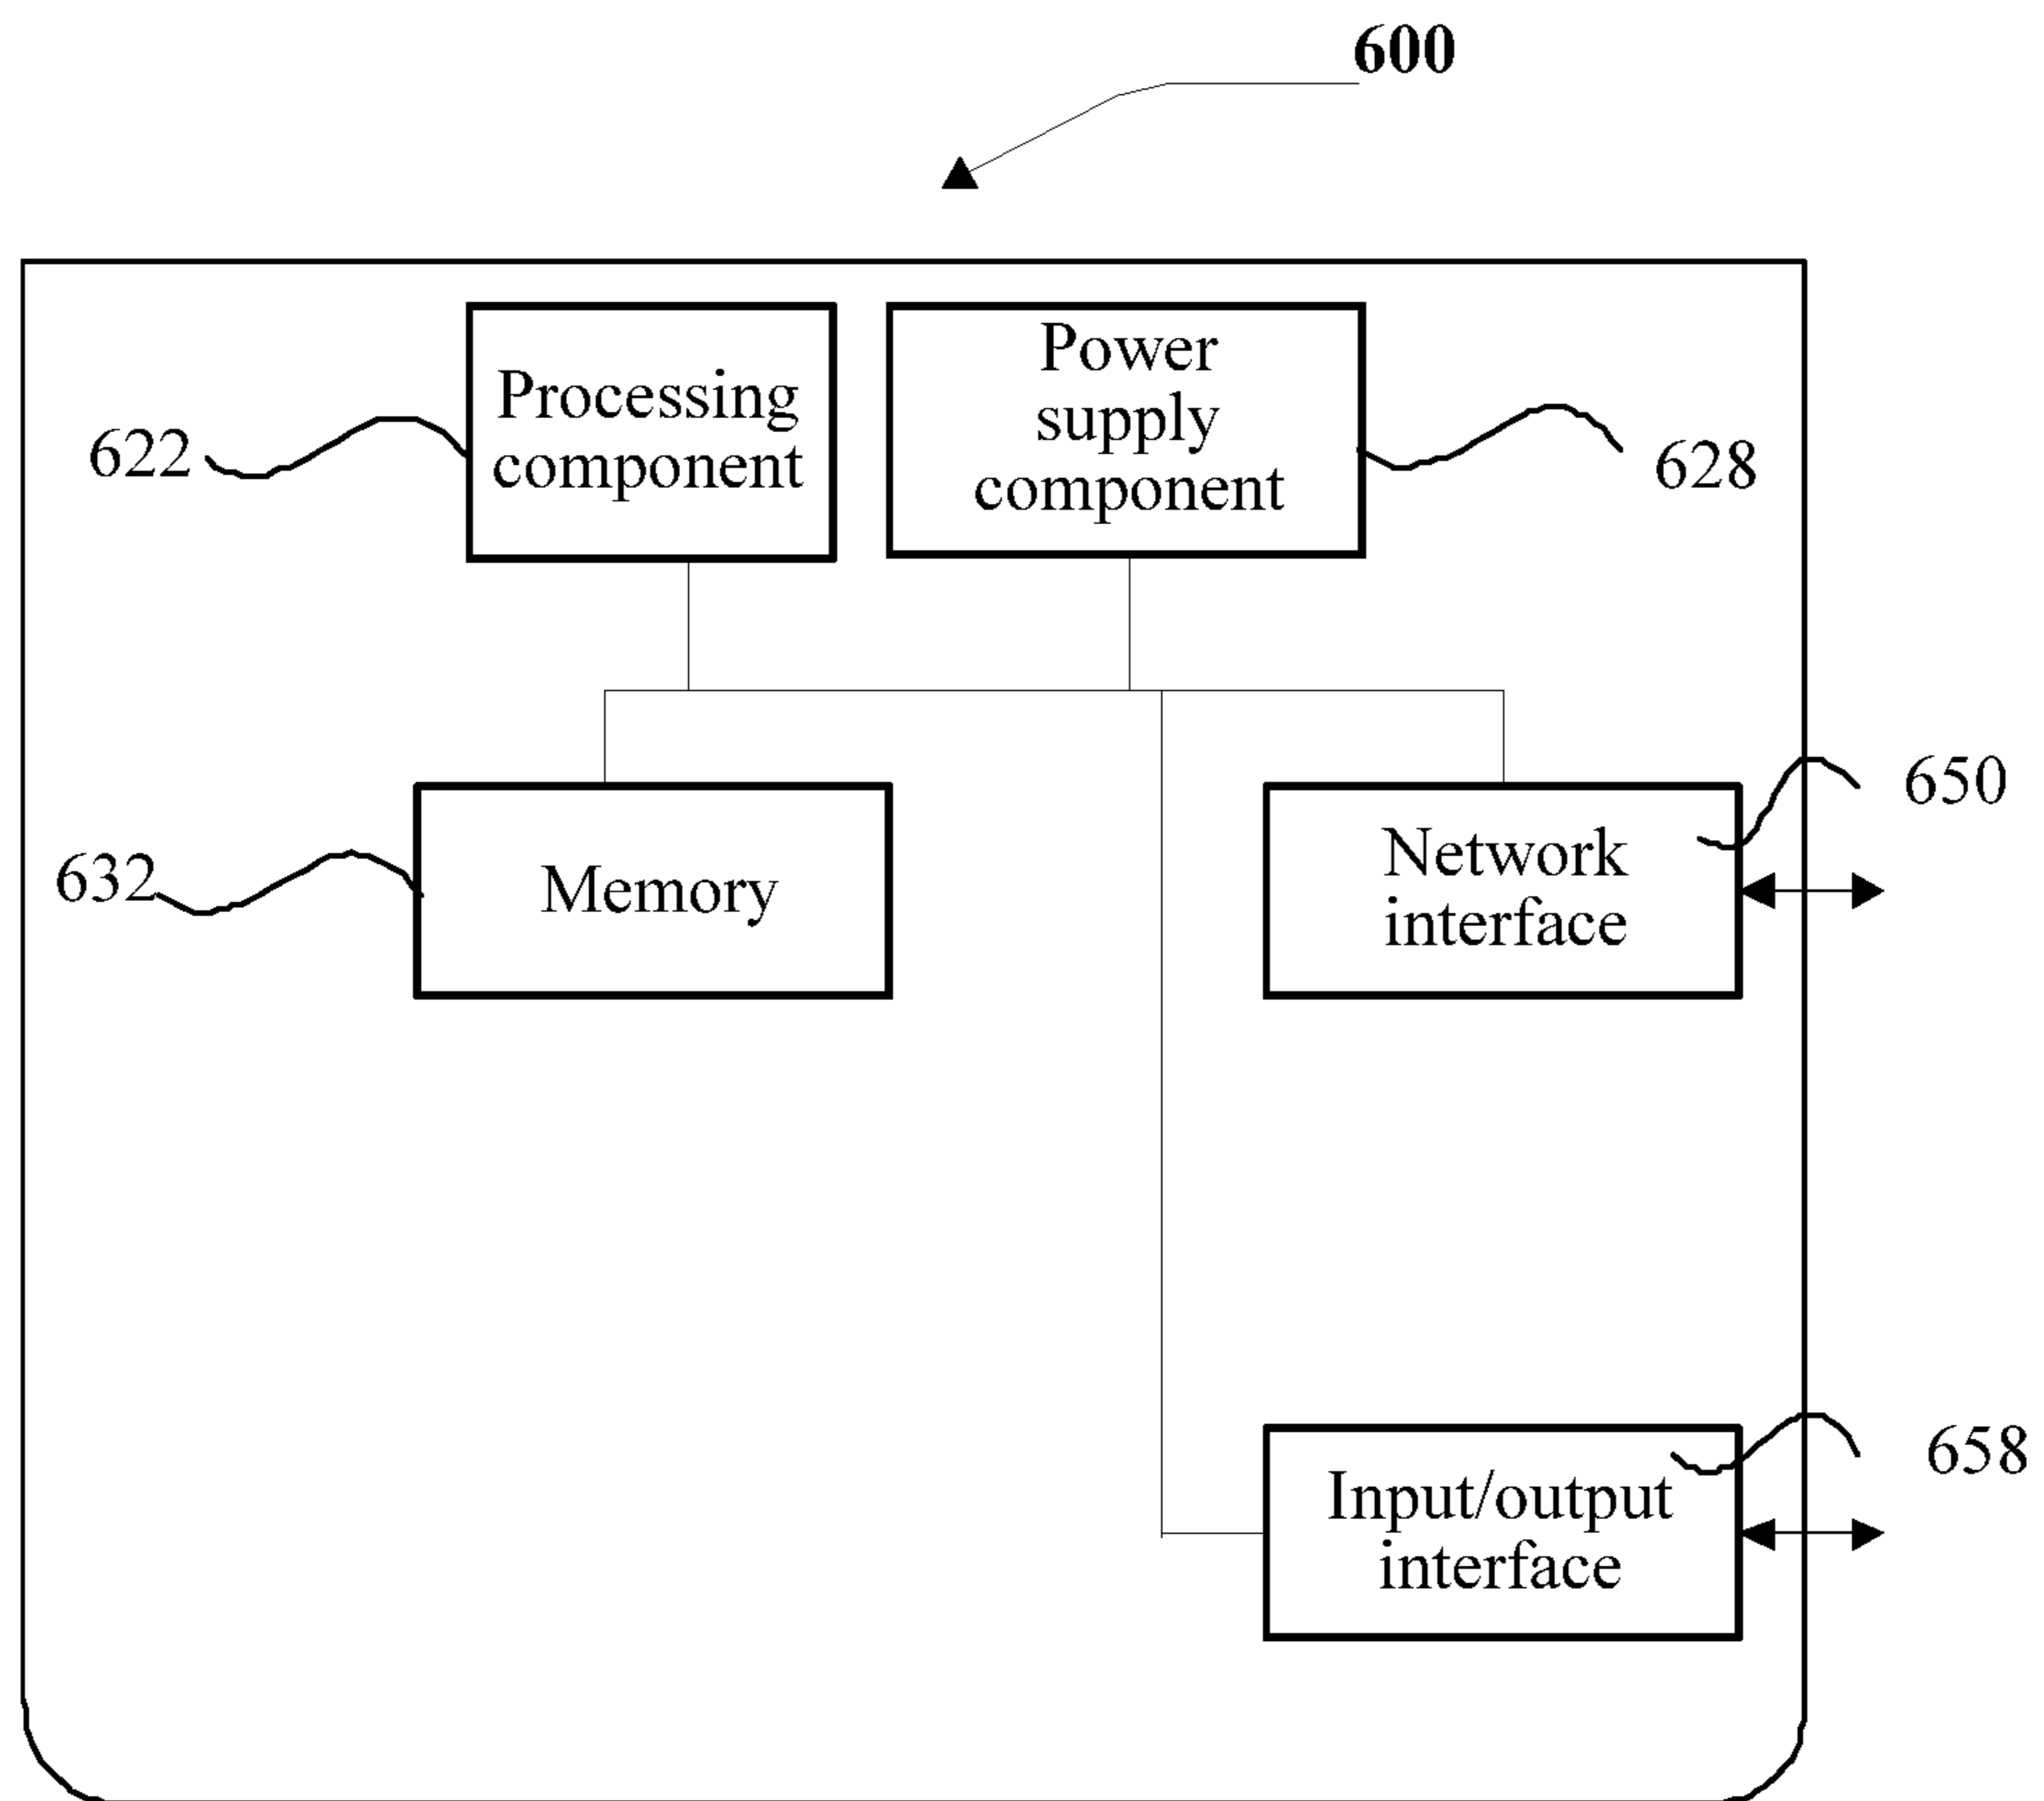 600
Processing
component
Power
supply
component
622
628
650
632
Memory
Network
interface
658
Input/output
interface